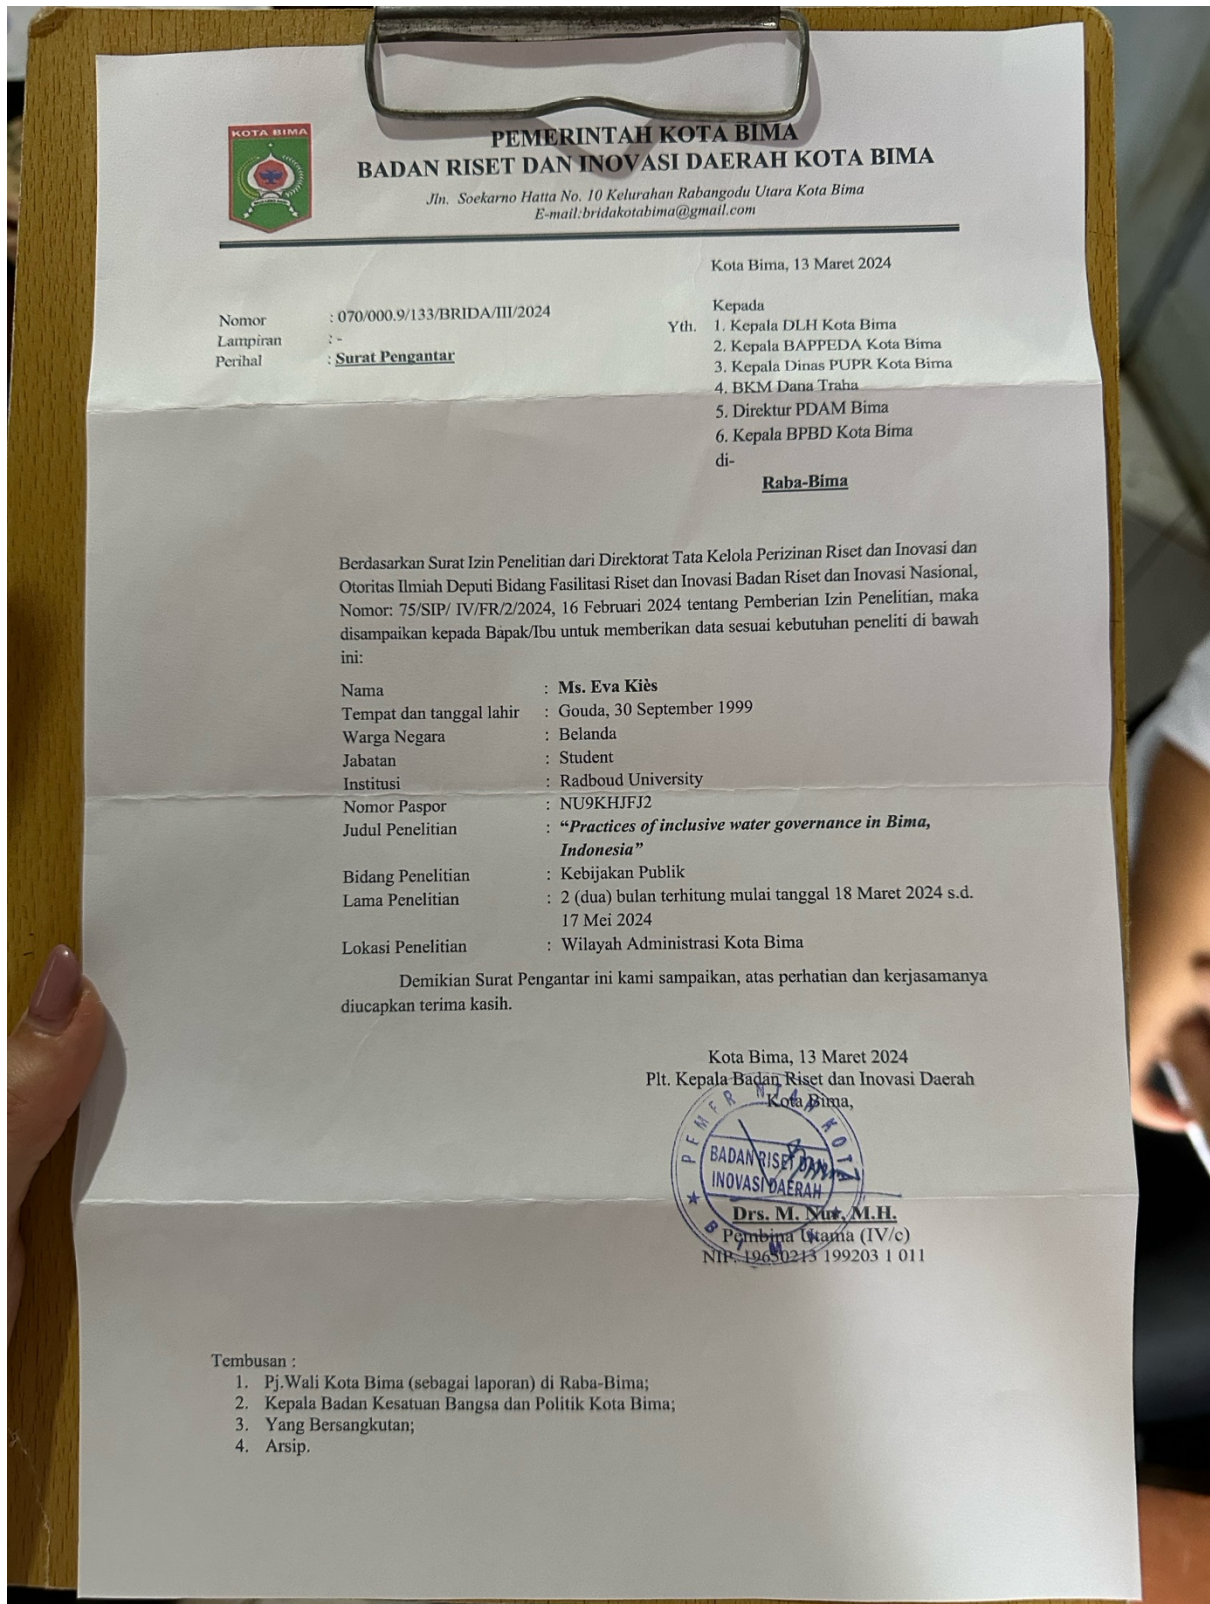 KOTA BIMA
PEMERINTAH KOTA BIMA
BADAN RISET DAN INOVASI DAERAH KOTA BIMA
Jln. Soekarno Hatta No. 10 Kelurahan Rabangodu Utara Kota Bima
E-mail:bridakotabima@gmail.com
Kota Bima, 13 Maret 2024
Nomor : 070/000.9/133/BRIDA/III/2024
Lampiran : -
Perihal : Surat Pengantar
Kepada
Yth. 1. Kepala DLH Kota Bima
2. Kepala BAPPEDA Kota Bima
3. Kepala Dinas PUPR Kota Bima
4. BKM Dana Traha
5. Direktur PDAM Bima
6. Kepala BPBD Kota Bima
di-
Raba-Bima
Berdasarkan Surat Izin Penelitian dari Direktorat Tata Kelola Perizinan Riset dan Inovasi dan
Otoritas Ilmiah Deputi Bidang Fasilitasi Riset dan Inovasi Badan Riset dan Inovasi Nasional,
Nomor: 75/SIP/ IV/FR/2/2024, 16 Februari 2024 tentang Pemberian Izin Penelitian, maka
disampaikan kepada Bapak/Ibu untuk memberikan data sesuai kebutuhan peneliti di bawah
ini:
Nama : Ms. Eva Kiès
Tempat dan tanggal lahir : Gouda, 30 September 1999
Warga Negara : Belanda
Jabatan : Student
Institusi : Radboud University
Nomor Paspor : NU9KHJFJ2
Judul Penelitian : “Practices of inclusive water governance in Bima,
Indonesia”
Bidang Penelitian : Kebijakan Publik
Lama Penelitian : 2 (dua) bulan terhitung mulai tanggal 18 Maret 2024 s.d.
17 Mei 2024
Lokasi Penelitian : Wilayah Administrasi Kota Bima
Demikian Surat Pengantar ini kami sampaikan, atas perhatian dan kerjasamanya
diucapkan terima kasih.
Kota Bima, 13 Maret 2024
Plt. Kepala Badan Riset dan Inovasi Daerah
Kota Bima,
PEMERINTAH KOTA
BADAN RISET DAN
INOVASI DAERAH
BIMA
Drs. M. Nur, M.H.
Pembina Utama (IV/c)
NIP. 19650213 199203 1 011
Tembusan :
1. Pj.Wali Kota Bima (sebagai laporan) di Raba-Bima;
2. Kepala Badan Kesatuan Bangsa dan Politik Kota Bima;
3. Yang Bersangkutan;
4. Arsip.